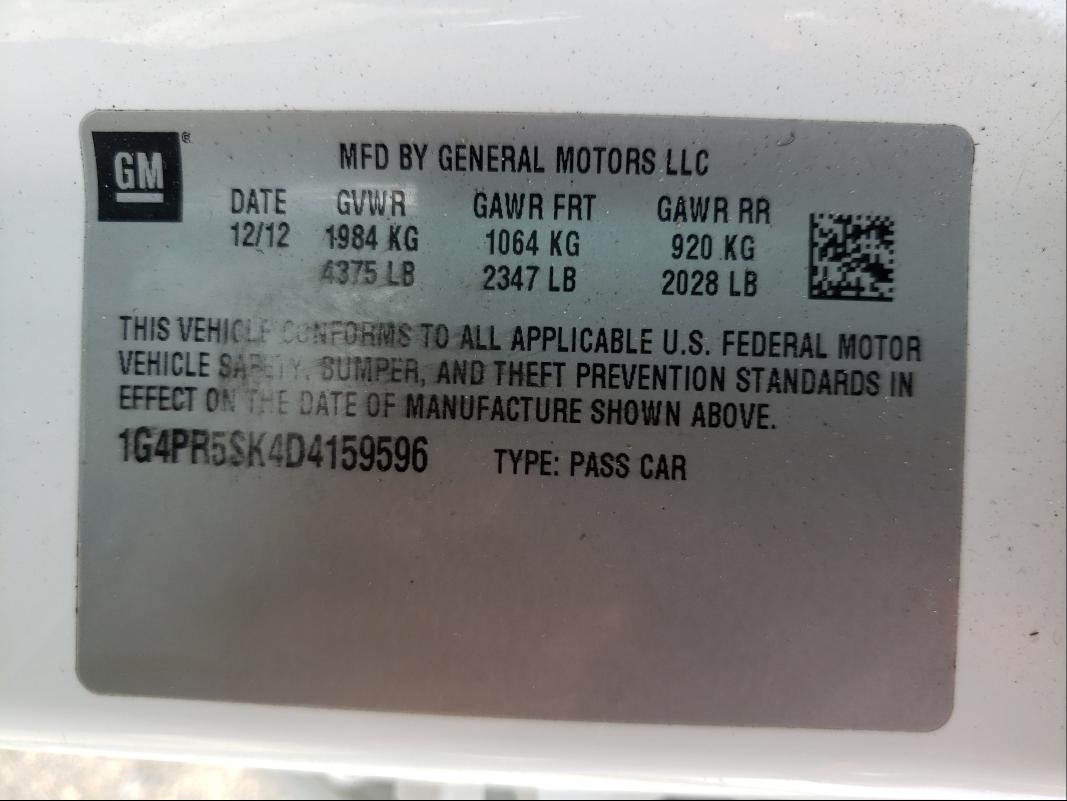 GM®
MFD BY GENERAL MOTORS LLC
DATE GVWR GAWR FRT GAWR RR
12/12 1984 KG 1064 KG 920 KG
4375 LB 2347 LB 2028 LB
THIS VEHICLE CONFORMS TO ALL APPLICABLE U.S. FEDERAL MOTOR
VEHICLE SAFETY, BUMPER, AND THEFT PREVENTION STANDARDS IN
EFFECT ON THE DATE OF MANUFACTURE SHOWN ABOVE.
1G4PR5SK4D4159596 TYPE: PASS CAR